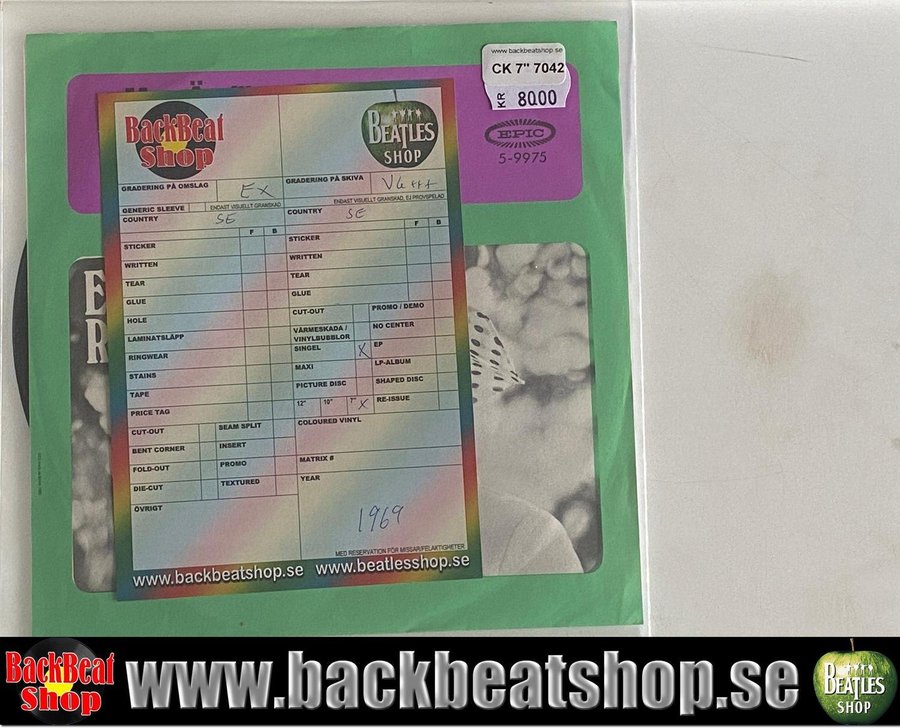 www.backbeatshop.se
CK 7" 7042
KR 80.00
EPIC
5-9975
BackBeat
Shop
BEATLES
SHOP
GRADERING PÅ OMSLAG EX
GRADERING PÅ SKIVA VG+++
GENERIC SLEEVE
ENDAST VISUELLT GRANSKAD
ENDAST VISUELLT GRANSKAD, EJ PROVSPELAD
COUNTRY SE
COUNTRY SE
F B
F B
STICKER
WRITTEN
TEAR
GLUE
HOLE
LAMINATSLÄPP
RINGWEAR
STAINS
TAPE
PRICE TAG
CUT-OUT
SEAM SPLIT
BENT CORNER
INSERT
FOLD-OUT
PROMO
DIE-CUT
TEXTURED
ÖVRIGT
STICKER
WRITTEN
TEAR
GLUE
CUT-OUT
PROMO / DEMO
VÄRMESKADA /
VINYLBUBBLOR
NO CENTER
SINGEL X
EP
MAXI
LP-ALBUM
PICTURE DISC
SHAPED DISC
12" 10" 7" X
RE-ISSUE
COLOURED VINYL
MATRIX #
YEAR
1969
MED RESERVATION FÖR MISSAR/FELAKTIGHETER
www.backbeatshop.se www.beatlesshop.se
E
R
BackBeat
Shop
www.backbeatshop.se
BEATLES
SHOP